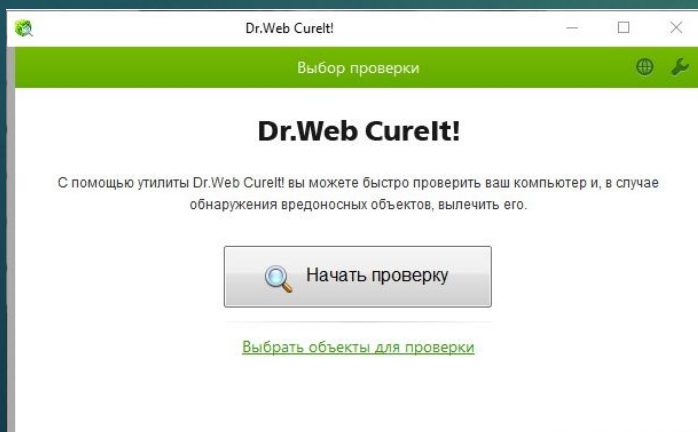 Dr.Web CureIt!
Выбор проверки
Dr.Web CureIt!
С помощью утилиты Dr.Web CureIt! вы можете быстро проверить ваш компьютер и, в случае
обнаружения вредоносных объектов, вылечить его.
Начать проверку
Выбрать объекты для проверки